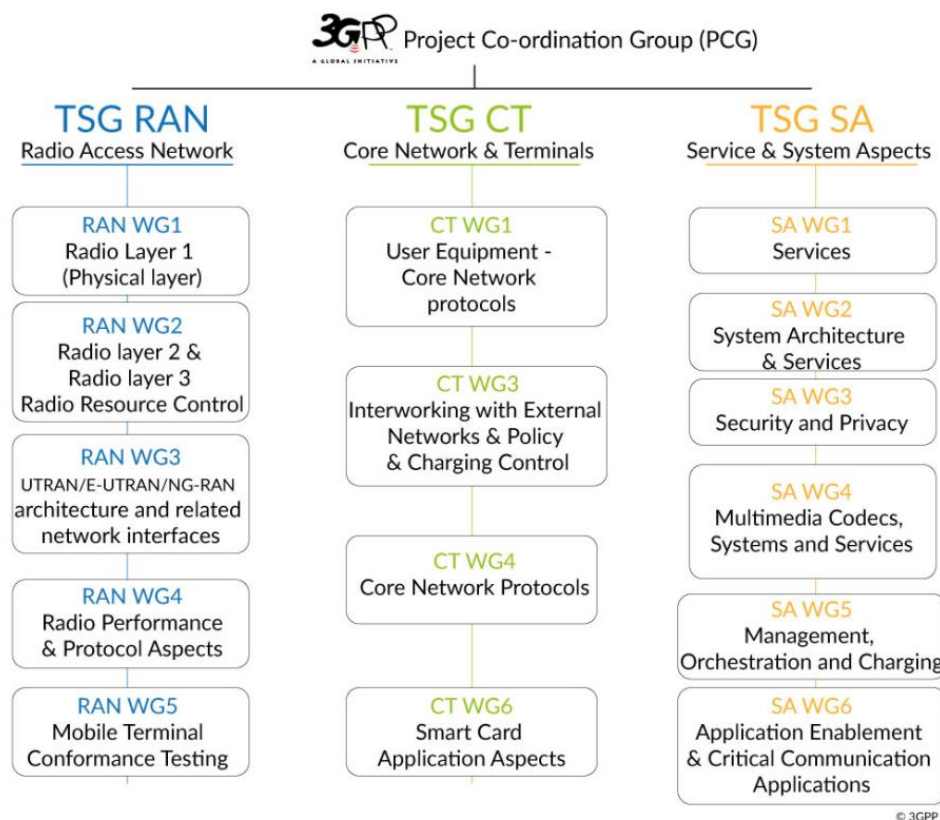 3GPP Project Co-ordination Group (PCG)
A GLOBAL INITIATIVE
TSG RAN
Radio Access Network
RAN WG1
Radio Layer 1
(Physical layer)
RAN WG2
Radio layer 2 &
Radio layer 3
Radio Resource Control
RAN WG3
UTRAN/E-UTRAN/NG-RAN
architecture and related
network interfaces
RAN WG4
Radio Performance
& Protocol Aspects
RAN WG5
Mobile Terminal
Conformance Testing
TSG CT
Core Network & Terminals
CT WG1
User Equipment -
Core Network
protocols
CT WG3
Interworking with External
Networks & Policy
& Charging Control
CT WG4
Core Network Protocols
CT WG6
Smart Card
Application Aspects
TSG SA
Service & System Aspects
SA WG1
Services
SA WG2
System Architecture
& Services
SA WG3
Security and Privacy
SA WG4
Multimedia Codecs,
Systems and Services
SA WG5
Management,
Orchestration and Charging
SA WG6
Application Enablement
& Critical Communication
Applications
© 3GPP